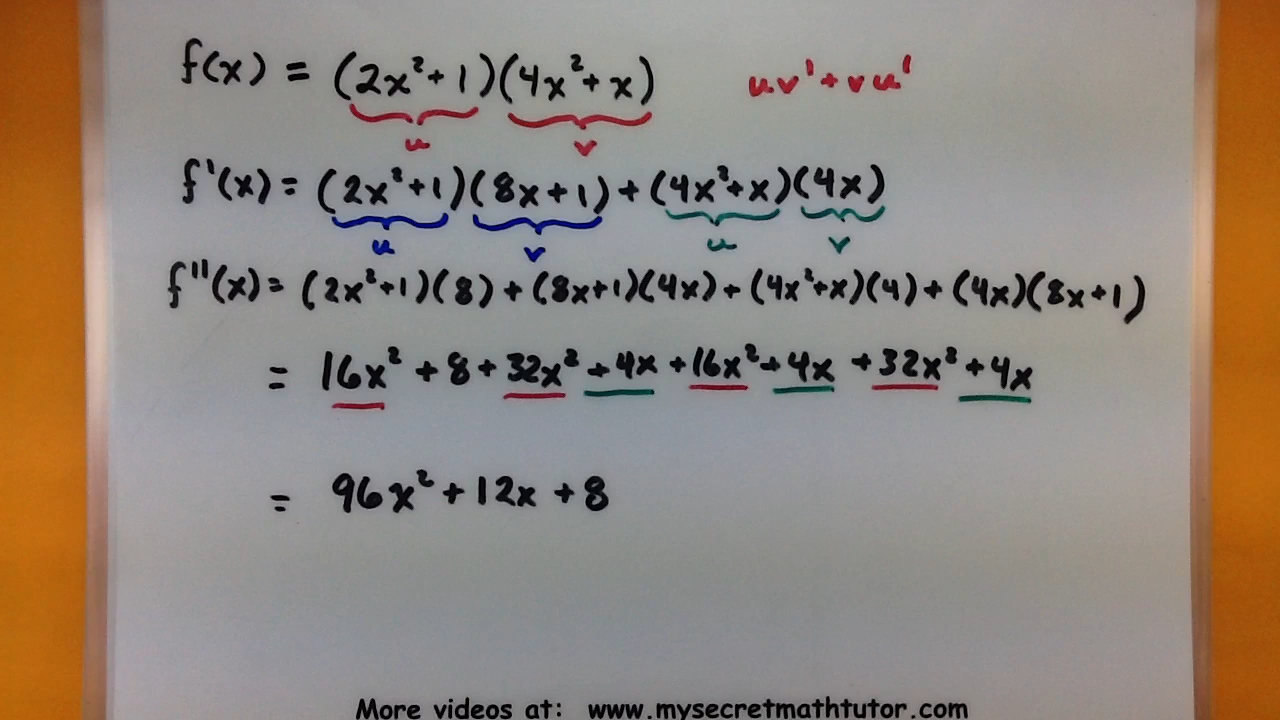 f(x) = (2x²+1)(4x²+x) uv'+vu'
u v
f'(x) = (2x²+1)(8x+1)+(4x²+x)(4x)
u v u v
f''(x) = (2x²+1)(8)+(8x+1)(4x)+(4x²+x)(4)+(4x)(8x+1)
= 16x²+8+32x²+4x+16x²+4x+32x²+4x
= 96x²+12x+8
More videos at: www.mysecretmathtutor.com